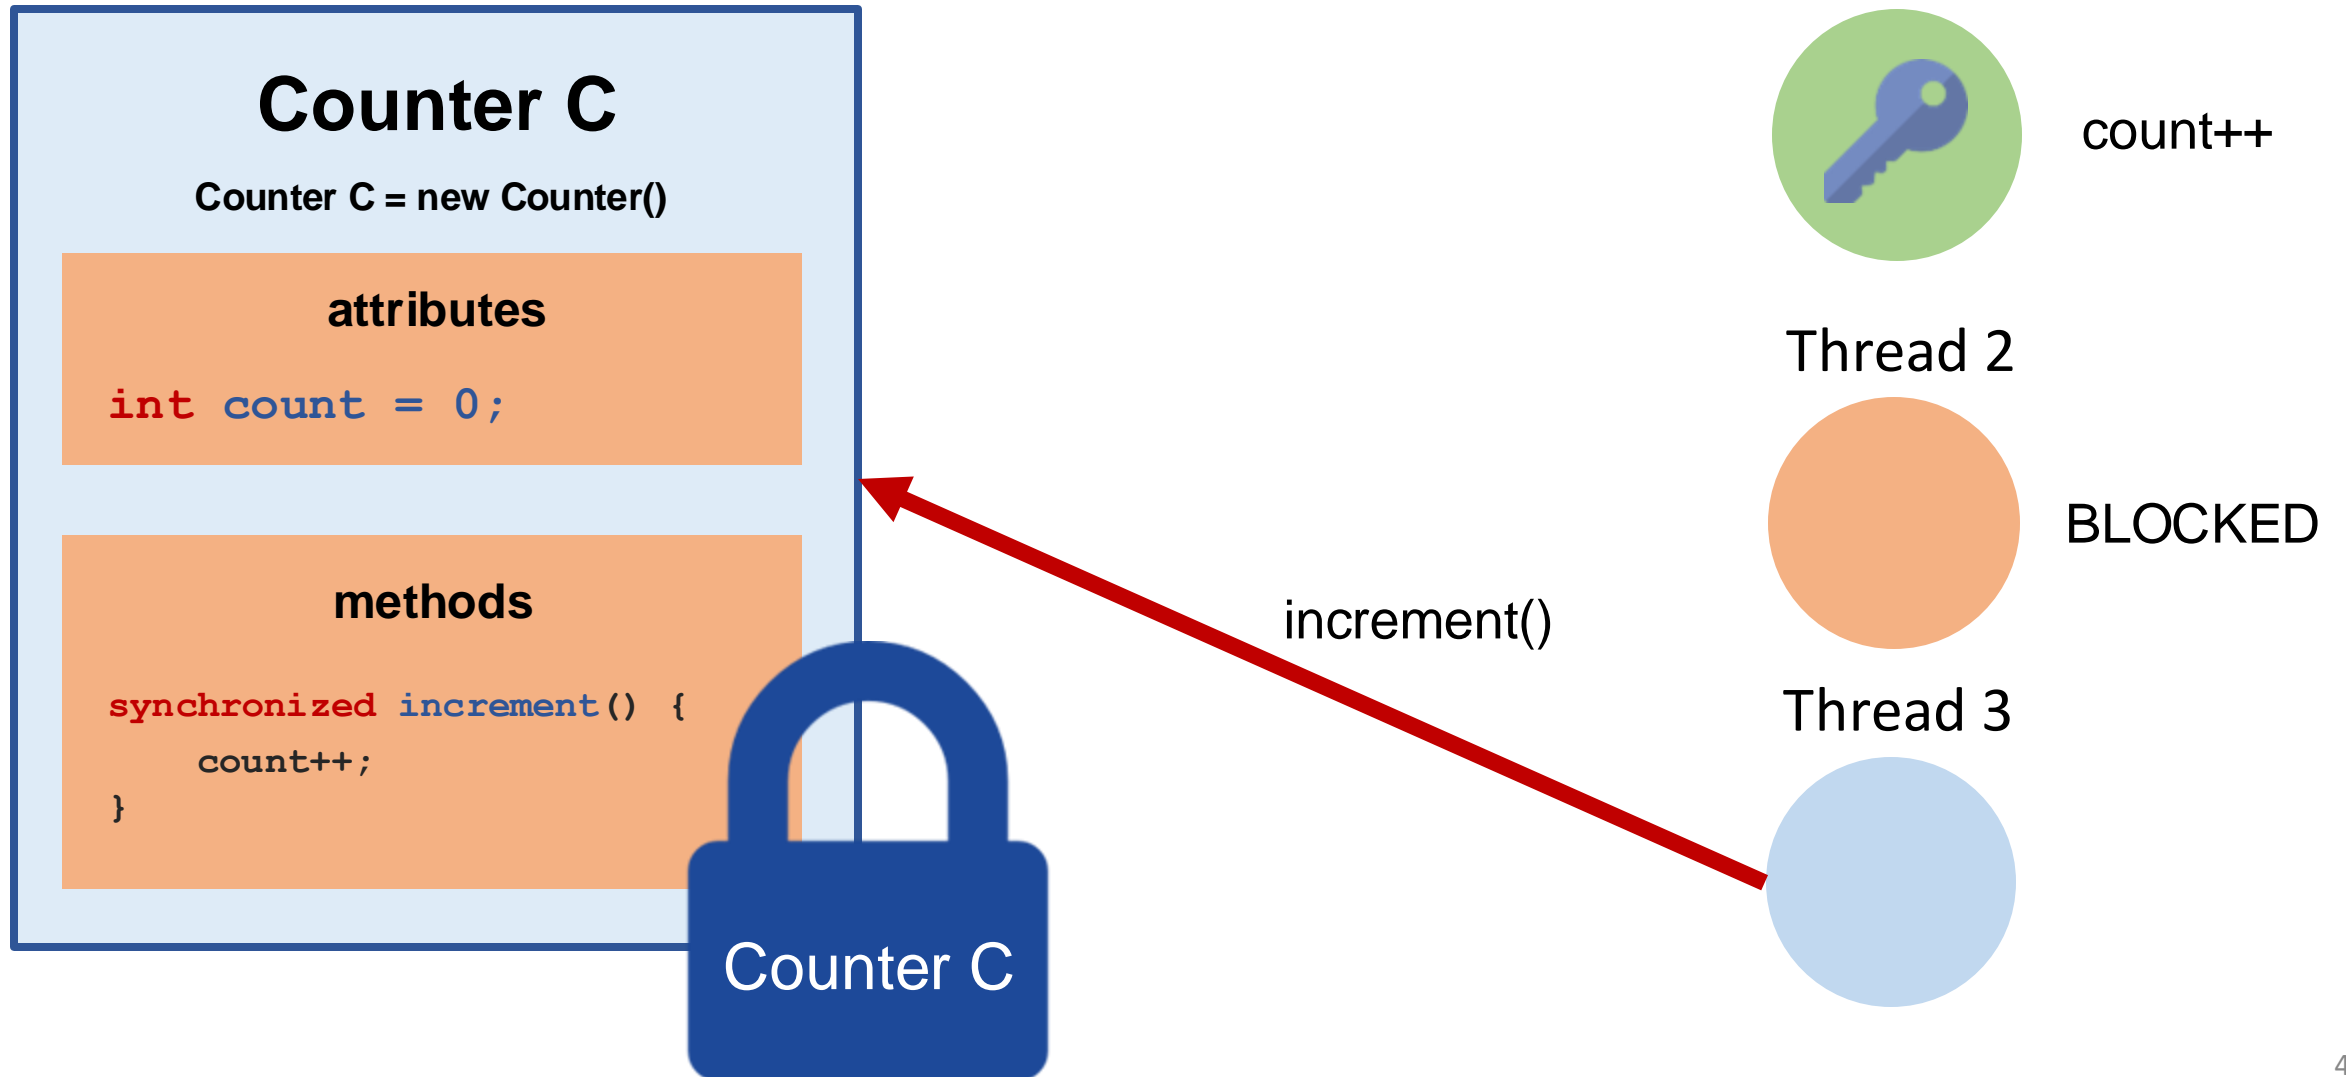 Counter C
Counter C = new Counter()
attributes
int count = 0;
methods
synchronized increment() {
count++;
}
Counter C
increment()
count++
Thread 2
BLOCKED
Thread 3
4